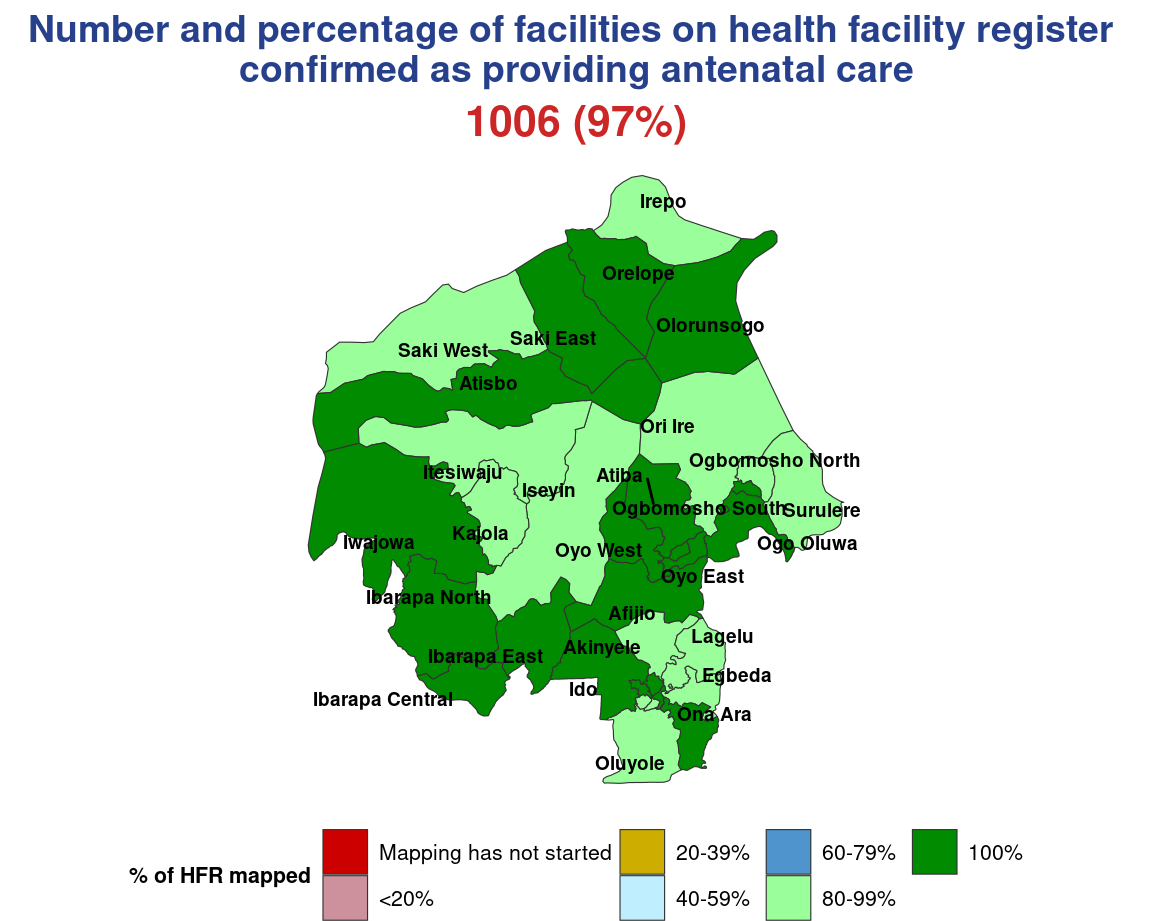 Number and percentage of facilities on health facility register
confirmed as providing antenatal care
1006 (97%)
Irepo
Orelope
Olorunsogo
Saki East
Saki West
Atisbo
Ori Ire
Ogbomosho North
Itesiwaju
Atiba
Iseyin
Ogbomosho South
Surulere
Kajola
Iwajowa
Oyo West
Ogo Oluwa
Oyo East
Ibarapa North
Afijio
Lagelu
Akinyele
Ibarapa East
Egbeda
Ido
Ibarapa Central
Ona Ara
Oluyole
% of HFR mapped
Mapping has not started
<20%
20-39%
40-59%
60-79%
80-99%
100%